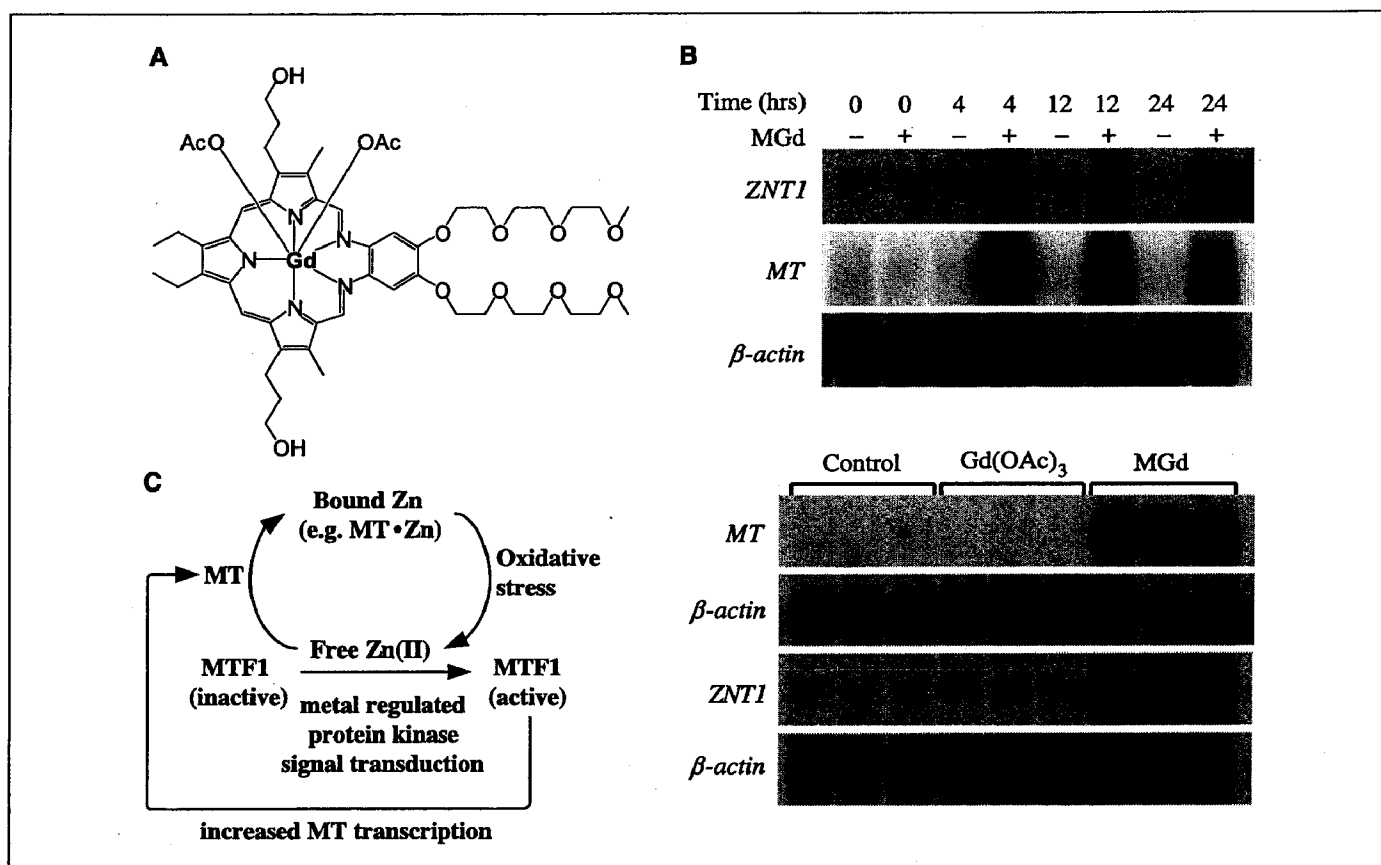 A
OH
AcO
OAc
N
N
N
Gd
N
N
O
O
O
O
O
O
O
O
OH
B
Time (hrs) 0 0 4 4 12 12 24 24
MGd − + − + − + − +
ZNT1
MT
β-actin
Control Gd(OAc)3 MGd
MT
β-actin
ZNT1
β-actin
C
Bound Zn
(e.g. MT•Zn)
MT
Oxidative
stress
Free Zn(II)
MTF1
(inactive)
MTF1
(active)
metal regulated
protein kinase
signal transduction
increased MT transcription